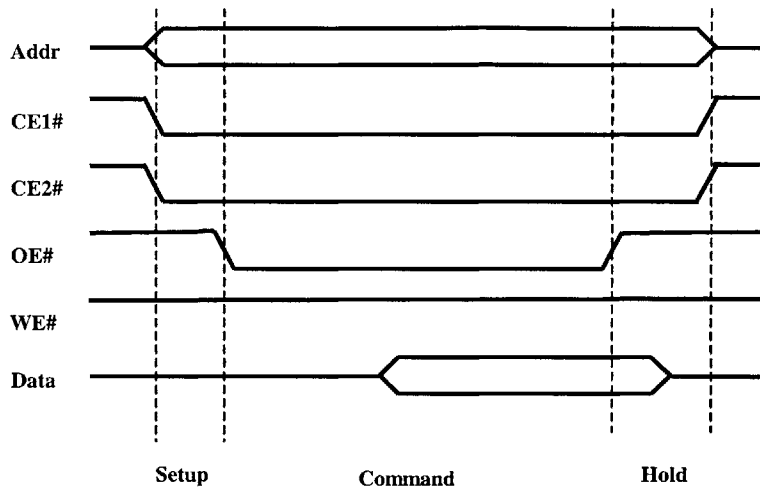 Addr
CE1#
CE2#
OE#
WE#
Data
Setup Command Hold